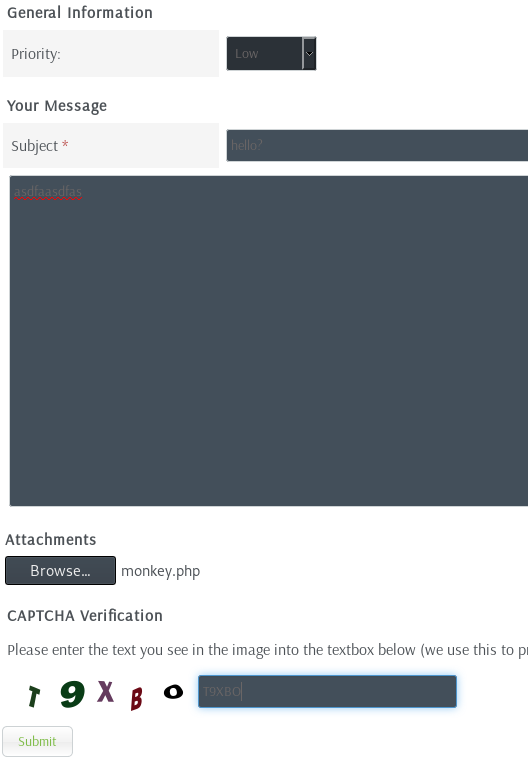 General Information
Priority: Low
Your Message
Subject * hello?
asdfaasdfas
Attachments
Browse... monkey.php
CAPTCHA Verification
Please enter the text you see in the image into the textbox below (we use this to pr
T 9 X B O T9XBO
Submit